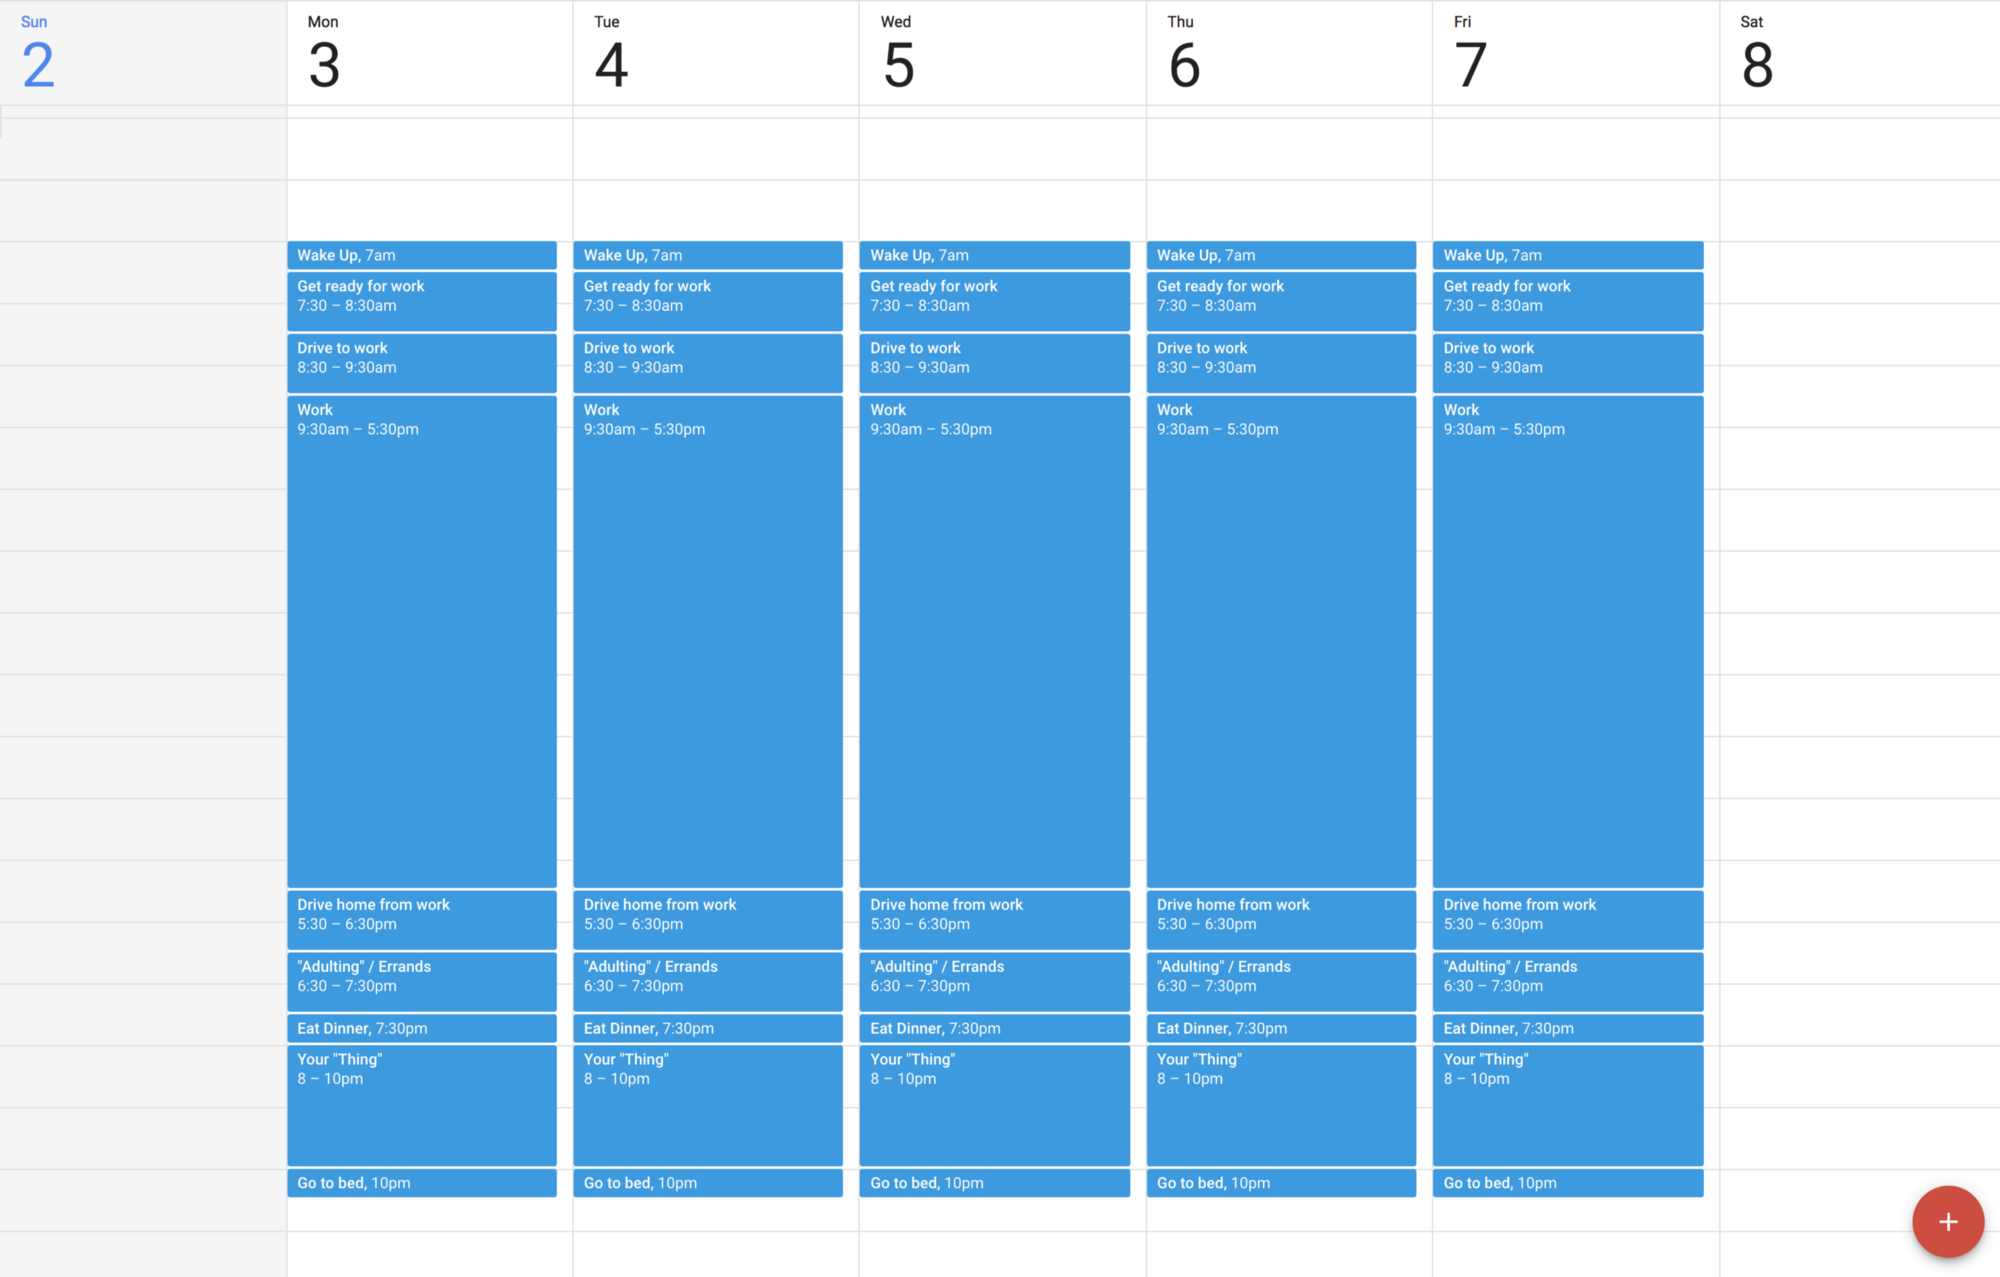 Sun
2
Mon
3
Tue
4
Wed
5
Thu
6
Fri
7
Sat
8
Wake Up, 7am
Get ready for work
7:30 – 8:30am
Drive to work
8:30 – 9:30am
Work
9:30am – 5:30pm
Drive home from work
5:30 – 6:30pm
"Adulting" / Errands
6:30 – 7:30pm
Eat Dinner, 7:30pm
Your "Thing"
8 – 10pm
Go to bed, 10pm
Wake Up, 7am
Get ready for work
7:30 – 8:30am
Drive to work
8:30 – 9:30am
Work
9:30am – 5:30pm
Drive home from work
5:30 – 6:30pm
"Adulting" / Errands
6:30 – 7:30pm
Eat Dinner, 7:30pm
Your "Thing"
8 – 10pm
Go to bed, 10pm
Wake Up, 7am
Get ready for work
7:30 – 8:30am
Drive to work
8:30 – 9:30am
Work
9:30am – 5:30pm
Drive home from work
5:30 – 6:30pm
"Adulting" / Errands
6:30 – 7:30pm
Eat Dinner, 7:30pm
Your "Thing"
8 – 10pm
Go to bed, 10pm
Wake Up, 7am
Get ready for work
7:30 – 8:30am
Drive to work
8:30 – 9:30am
Work
9:30am – 5:30pm
Drive home from work
5:30 – 6:30pm
"Adulting" / Errands
6:30 – 7:30pm
Eat Dinner, 7:30pm
Your "Thing"
8 – 10pm
Go to bed, 10pm
Wake Up, 7am
Get ready for work
7:30 – 8:30am
Drive to work
8:30 – 9:30am
Work
9:30am – 5:30pm
Drive home from work
5:30 – 6:30pm
"Adulting" / Errands
6:30 – 7:30pm
Eat Dinner, 7:30pm
Your "Thing"
8 – 10pm
Go to bed, 10pm
+